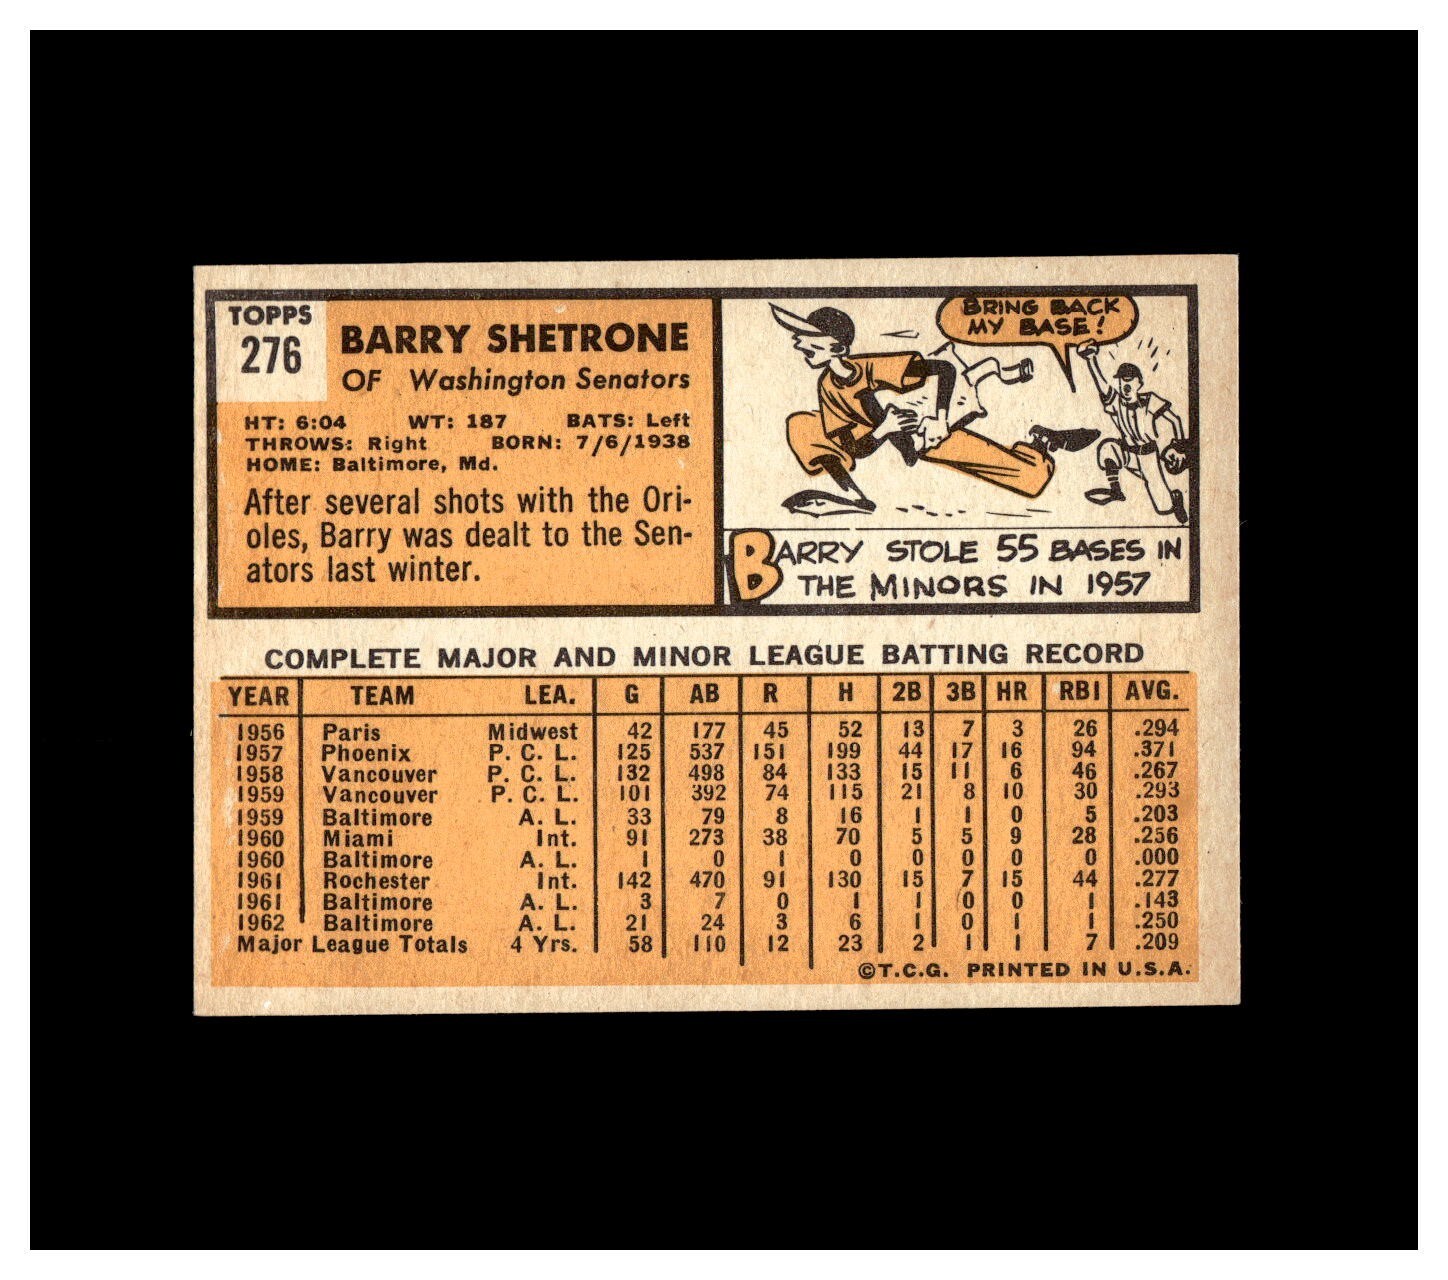 TOPPS
276
BARRY SHETRONE
OF Washington Senators
HT: 6:04 WT: 187 BATS: Left
THROWS: Right BORN: 7/6/1938
HOME: Baltimore, Md.
After several shots with the Ori-
oles, Barry was dealt to the Sen-
ators last winter.
BRING BACK
MY BASE!
BARRY STOLE 55 BASES IN
THE MINORS IN 1957
COMPLETE MAJOR AND MINOR LEAGUE BATTING RECORD
YEAR TEAM LEA. G AB R H 2B 3B HR RBI AVG.
1956 Paris Midwest 42 177 45 52 13 7 3 26 .294
1957 Phoenix P. C. L. 125 537 151 199 44 17 16 94 .371
1958 Vancouver P. C. L. 132 498 84 133 15 11 6 46 .267
1959 Vancouver P. C. L. 101 392 74 115 21 8 10 30 .293
1959 Baltimore A. L. 33 79 8 16 1 1 0 5 .203
1960 Miami Int. 91 273 38 70 5 5 9 28 .256
1960 Baltimore A. L. 1 0 1 0 0 0 0 0 .000
1961 Rochester Int. 142 470 91 130 15 7 15 44 .277
1961 Baltimore A. L. 3 7 0 1 1 0 0 1 .143
1962 Baltimore A. L. 21 24 3 6 1 0 1 1 .250
Major League Totals 4 Yrs. 58 110 12 23 2 1 1 7 .209
©T.C.G. PRINTED IN U.S.A.